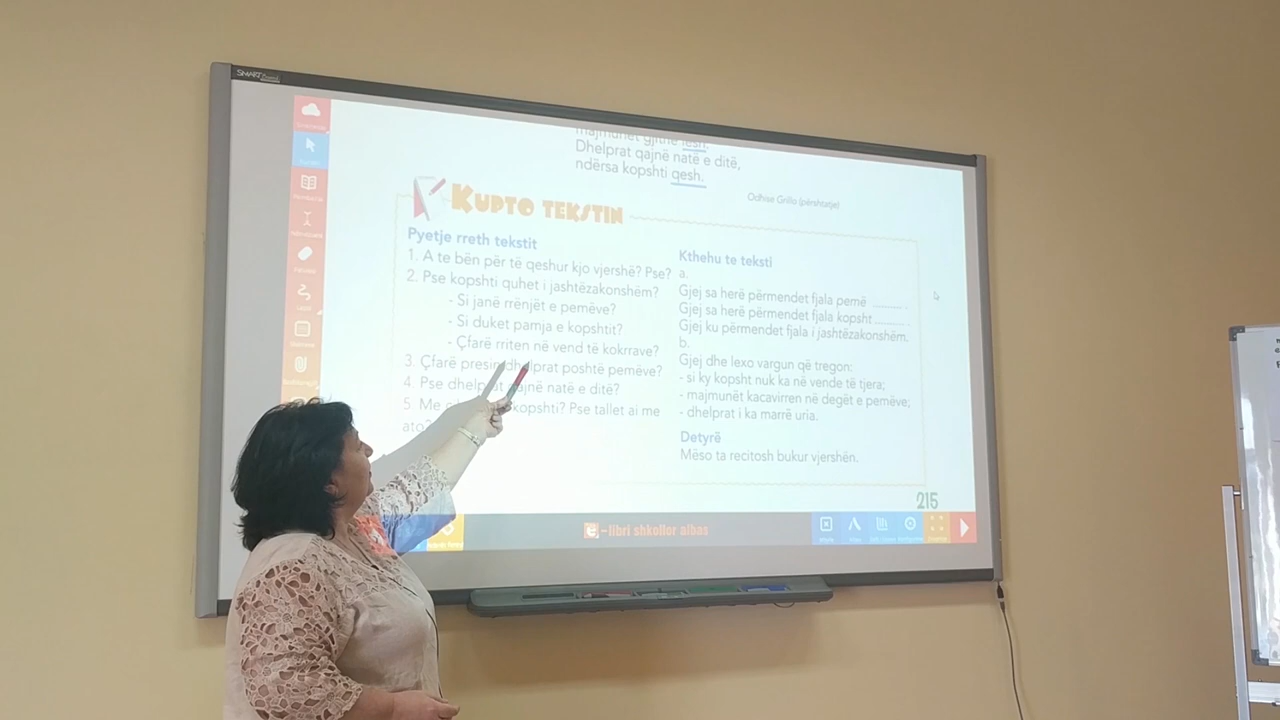 SMART
lesh.
Dhelprat qajnë natë e ditë,
ndërsa kopshti qesh.
Odhise Grillo (përshtatje)
KUPTO TEKSTIN
Pyetje rreth tekstit
1. A te bën për të qeshur kjo vjershë? Pse?
2. Pse kopshti quhet i jashtëzakonshëm?
- Si janë rrënjët e pemëve?
- Si duket pamja e kopshtit?
- Çfarë rriten në vend të kokrrave?
3. Çfarë presin dhelprat poshtë pemëve?
4. Pse dhelprat qajnë natë e ditë?
5. Me kopshti? Pse tallet ai me
ato?
Kthehu te teksti
a.
Gjej sa herë përmendet fjala pemë ________ .
Gjej sa herë përmendet fjala kopsht ________ .
Gjej ku përmendet fjala i jashtëzakonshëm.
b.
Gjej dhe lexo vargun që tregon:
- si ky kopsht nuk ka në vende të tjera;
- majmunët kacavirren në degët e pemëve;
- dhelprat i ka marrë uria.
Detyrë
Mëso ta recitosh bukur vjershën.
215
e-libri shkollor albas